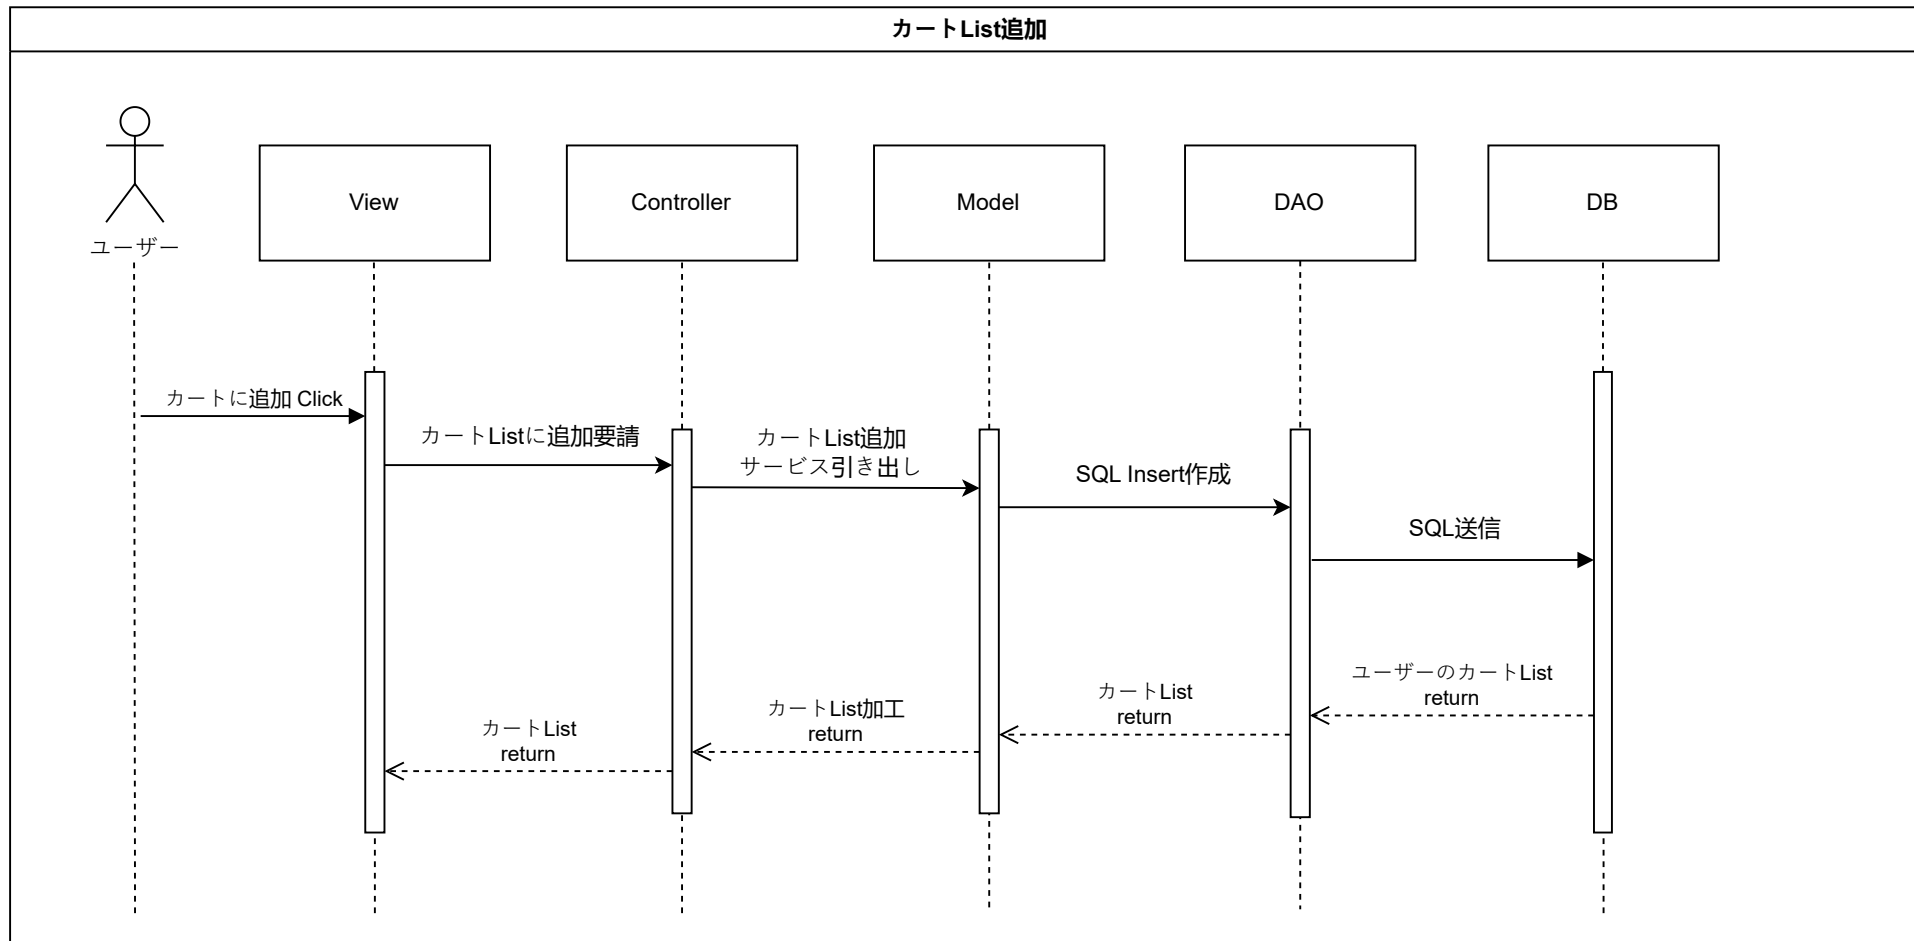 カートList追加
ユーザー
View
Controller
Model
DAO
DB
カートに追加 Click
カートListに追加要請
カートList追加
サービス引き出し
SQL Insert作成
SQL送信
ユーザーのカートList
return
カートList
return
カートList加工
return
カートList
return